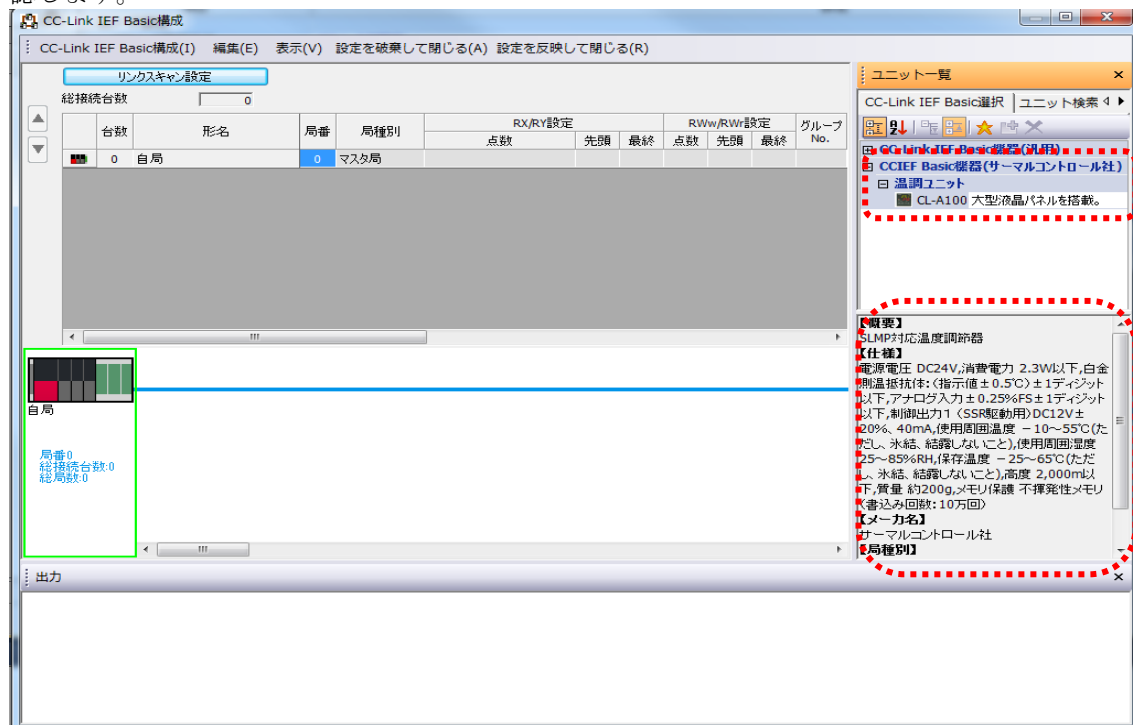 認します。
CC-Link IEF Basic構成
CC-Link IEF Basic構成(I) 編集(E) 表示(V) 設定を破棄して閉じる(A) 設定を反映して閉じる(R)
リンクスキャン設定
総接続台数 0
台数 形名 局番 局種別 RX/RY設定 RWw/RWr設定 グループNo.
点数 先頭 最終 点数 先頭 最終
0 自局 0 マスタ局
自局
局番0
総接続台数:0
総局数:0
ユニット一覧
CC-Link IEF Basic選択 ユニット検索
CC-Link IEF Basic機器(汎用)
CCIEF Basic機器(サーマルコントロール社)
温調ユニット
CL-A100 大型液晶パネルを搭載。
【概要】
SLMP対応温度調節器
【仕様】
電源電圧 DC24V,消費電力 2.3W以下,白金
測温抵抗体:(指示値±0.5℃)±1ディジット
以下,アナログ入力±0.25%FS±1ディジット
以下,制御出力1 (SSR駆動用)DC12V±
20%、40mA,使用周囲温度 -10~55℃(た
だし、氷結、結露しないこと),使用周囲湿度
25~85%RH,保存温度 -25~65℃(ただ
し、氷結、結露しないこと),高度 2,000m以
下,質量 約200g,メモリ保護 不揮発性メモリ
(書込み回数:10万回)
【メーカ名】
サーマルコントロール社
【局種別】
出力